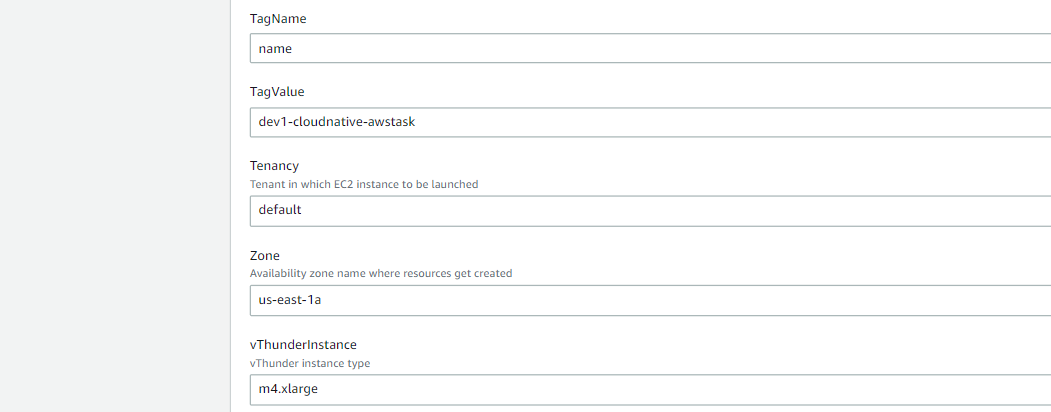 TagName
name
TagValue
dev1-cloudnative-awstask
Tenancy
Tenant in which EC2 instance to be launched
default
Zone
Availability zone name where resources get created
us-east-1a
vThunderInstance
vThunder instance type
m4.xlarge